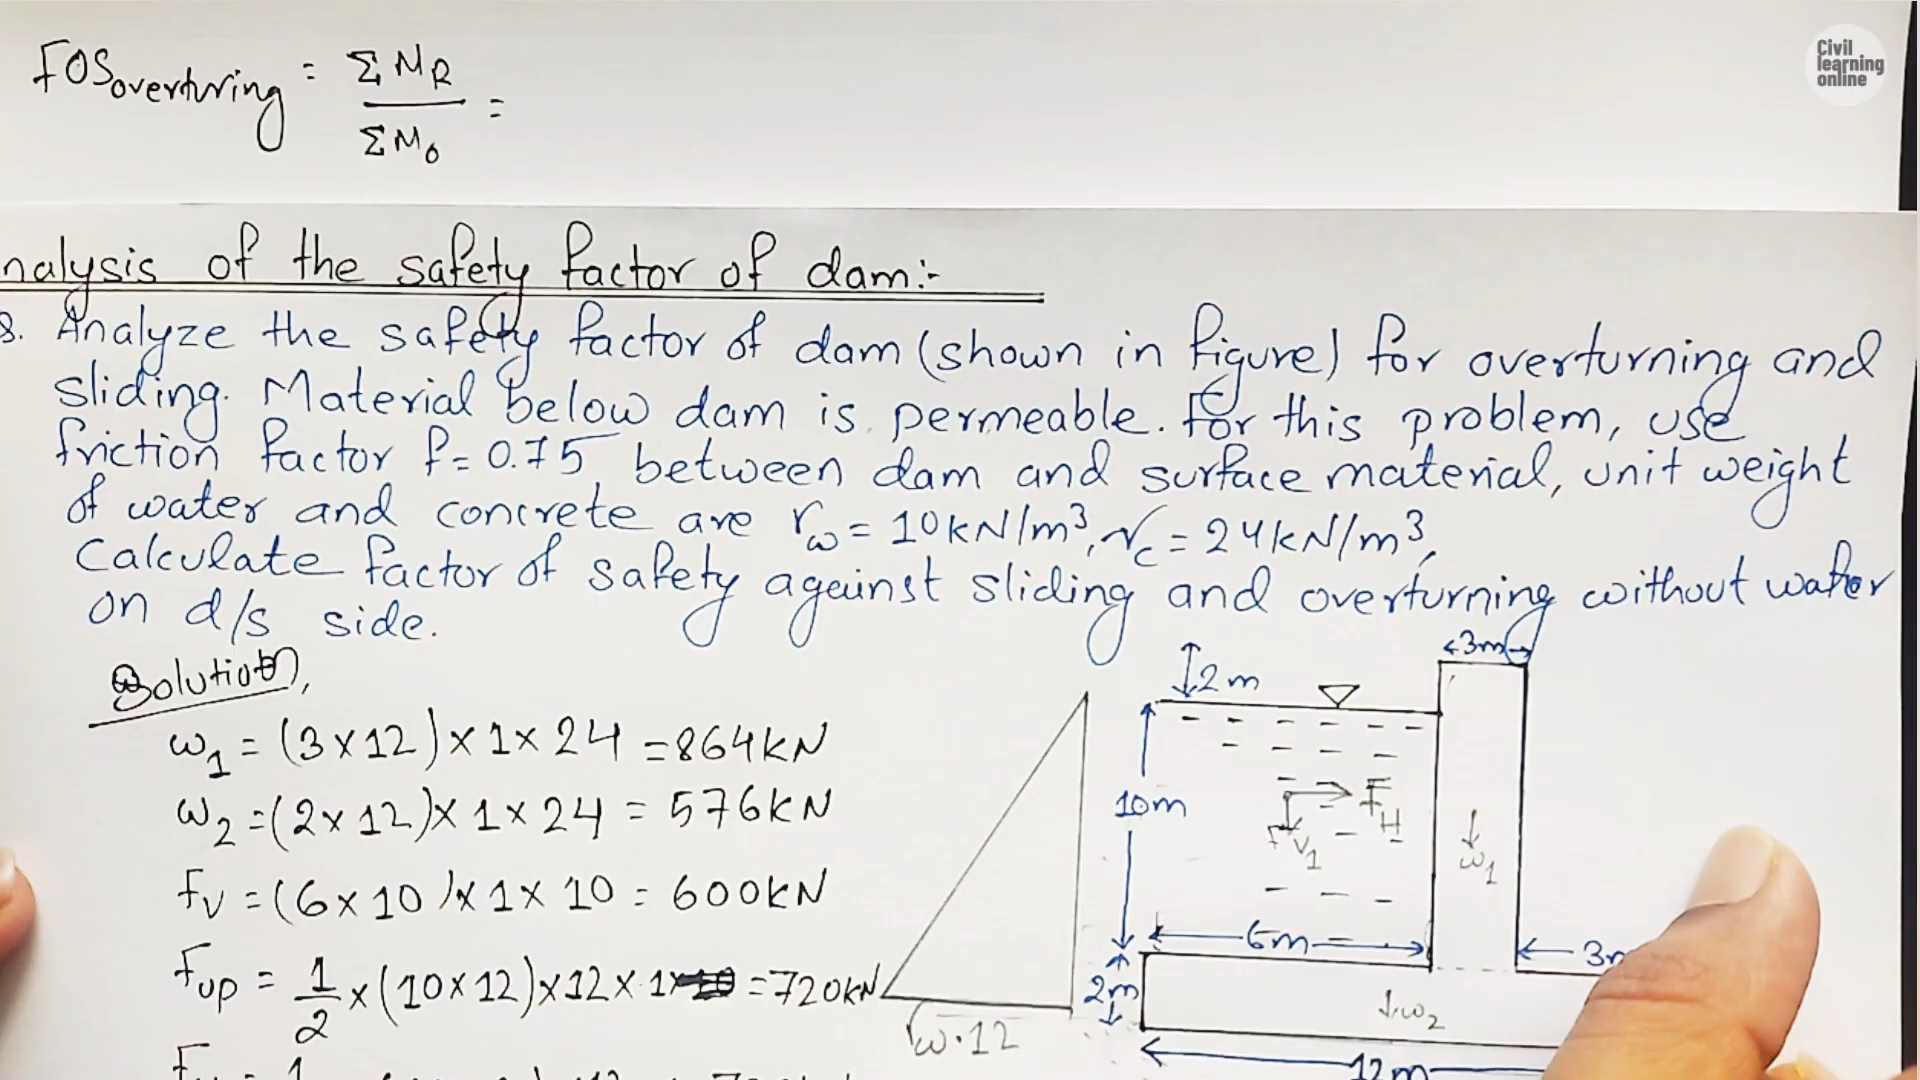 Civil
learning
online
FOS overturing = ΣMR / ΣMo =
nalysis of the safety factor of dam:-
8. Analyze the safety factor of dam (shown in figure) for overturning and
sliding. Material below dam is permeable. For this problem, use
friction factor f = 0.75 between dam and surface material, unit weight
of water and concrete are rω = 10kN/m³, rc = 24kN/m³,
Calculate factor of safety against sliding and overturning without water
on d/s side.
Solution,
ω1 = (3×12)×1×24 = 864kN
ω2 = (2×12)×1×24 = 576kN
Fv = (6×10)×1×10 = 600kN
Fup = 1/2 × (10×12)×12×1 = 720kN
3m
2m
10m
FH
Fv1
ω1
6m
3m
2m
ω2
rω·12
12m